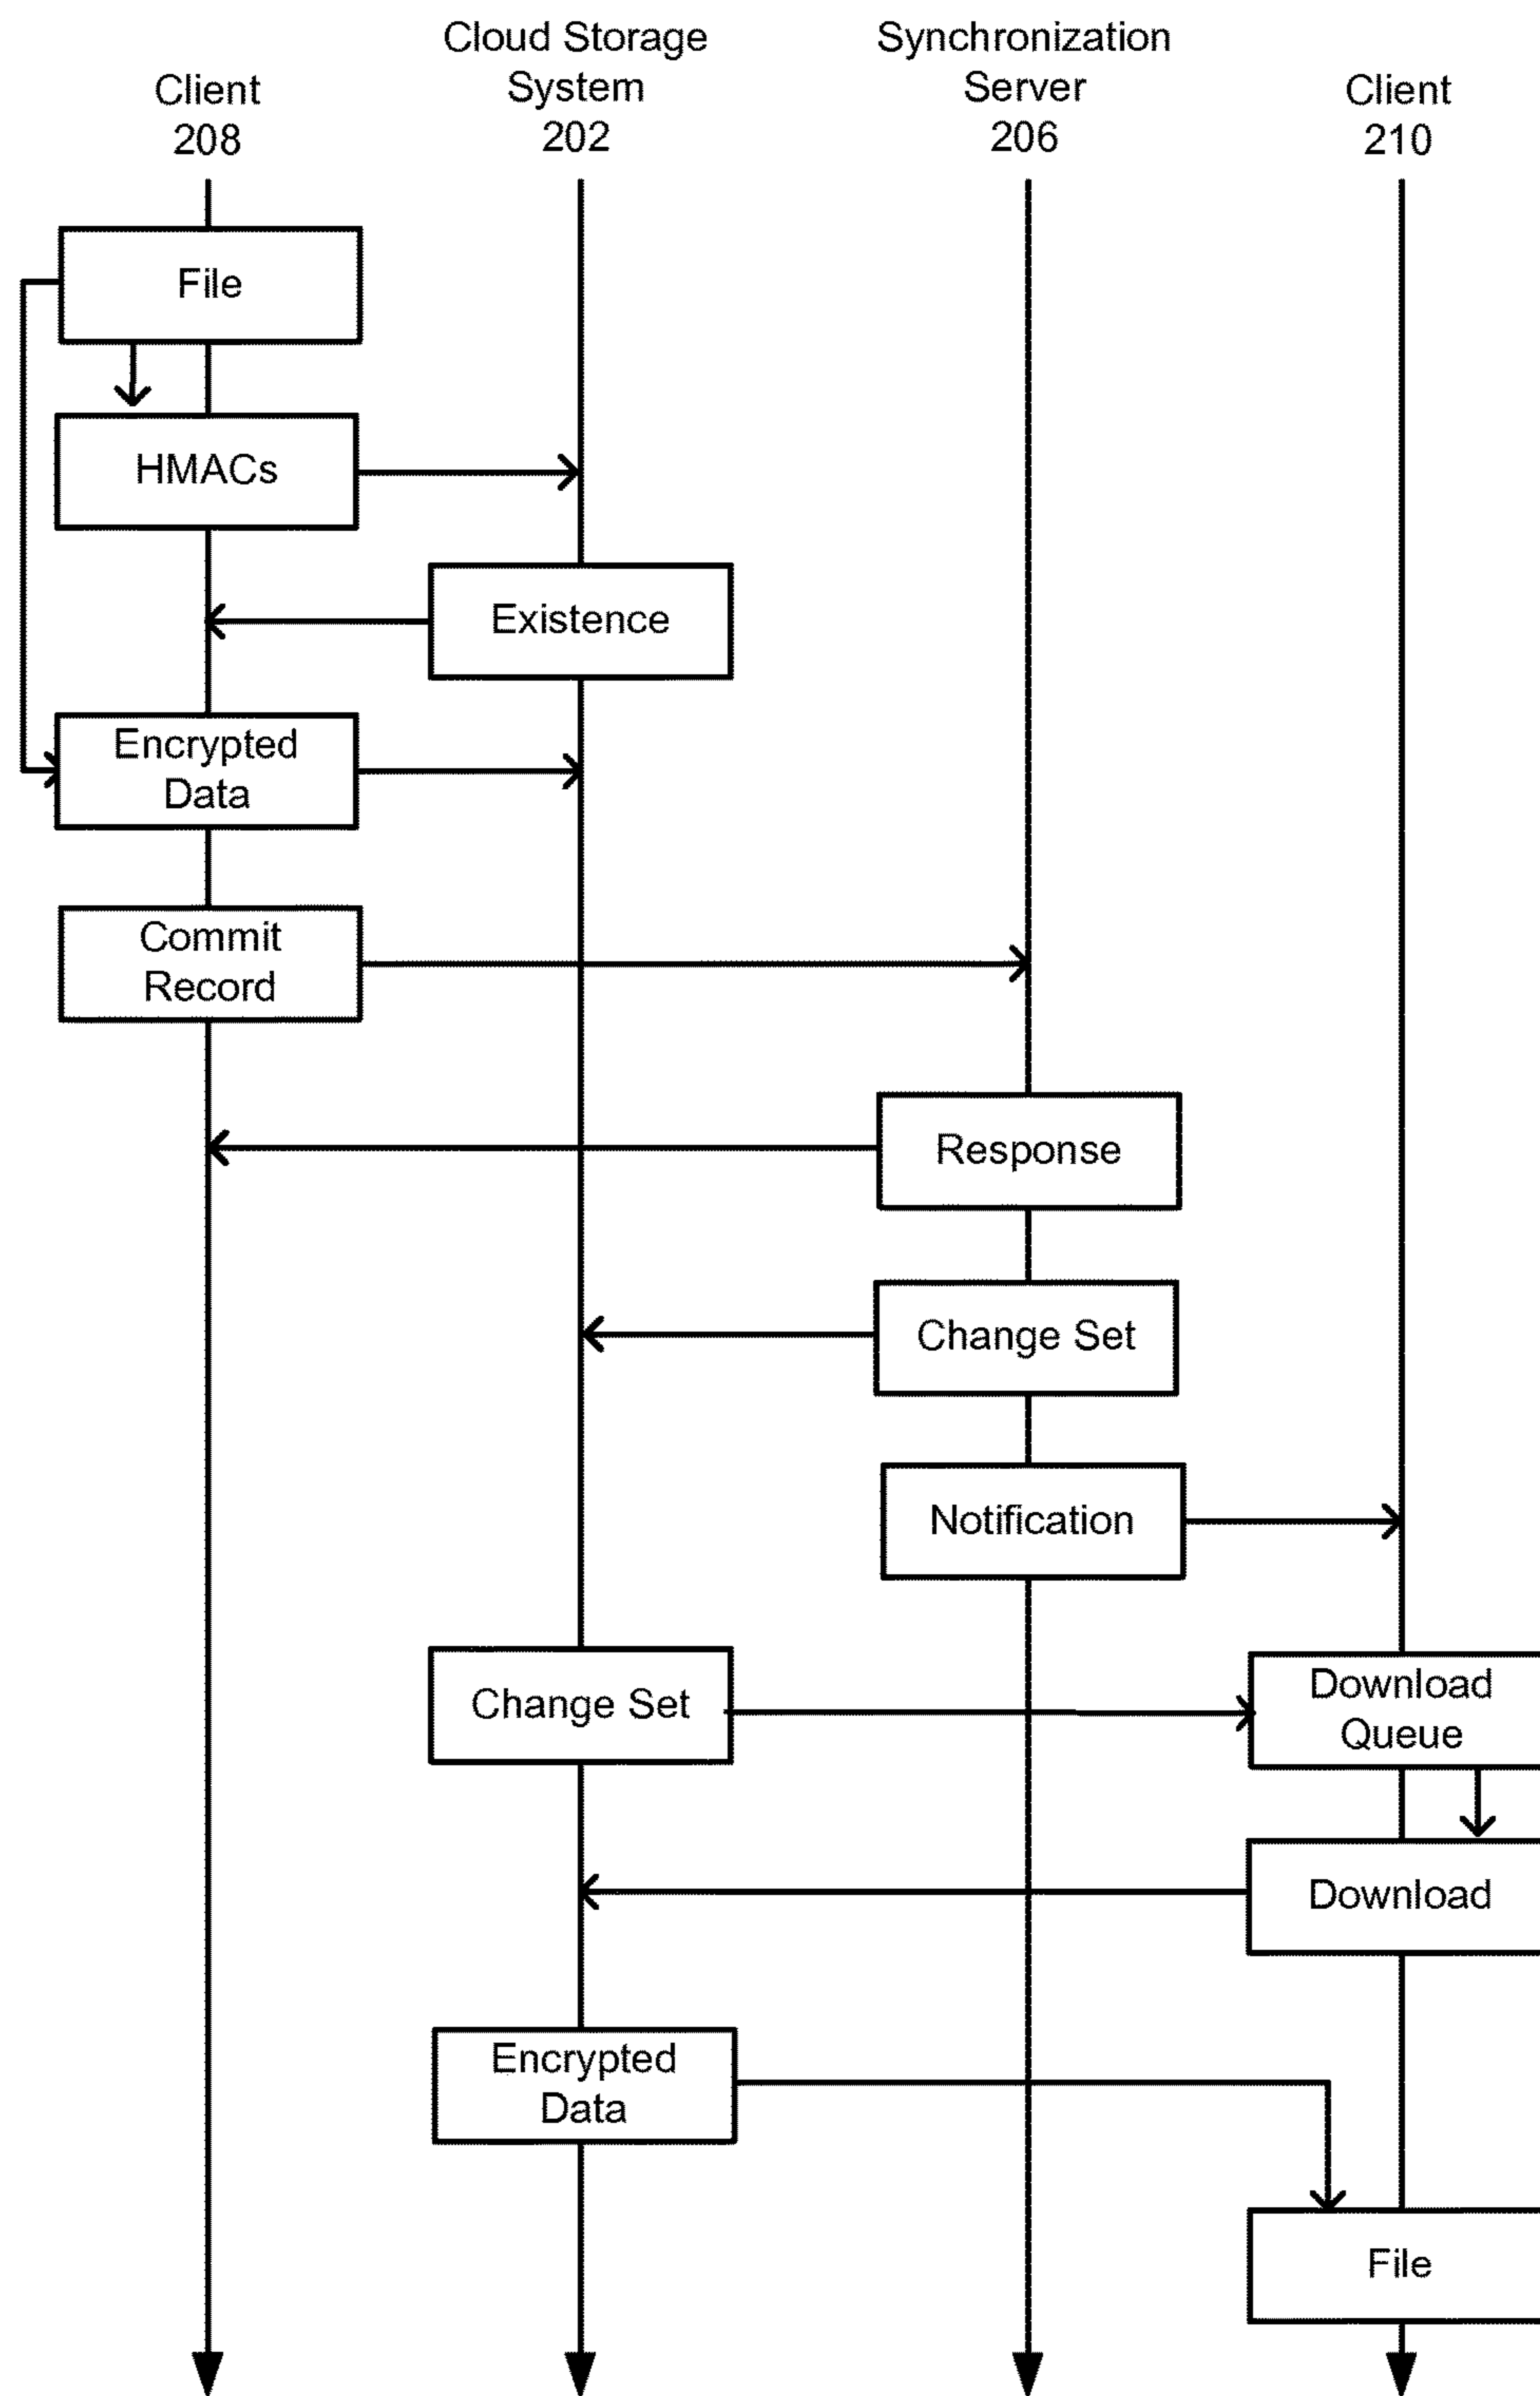 Client
208
Cloud Storage
System
202
Synchronization
Server
206
Client
210
File
HMACs
Existence
Encrypted
Data
Commit
Record
Response
Change Set
Notification
Change Set
Download
Queue
Download
Encrypted
Data
File